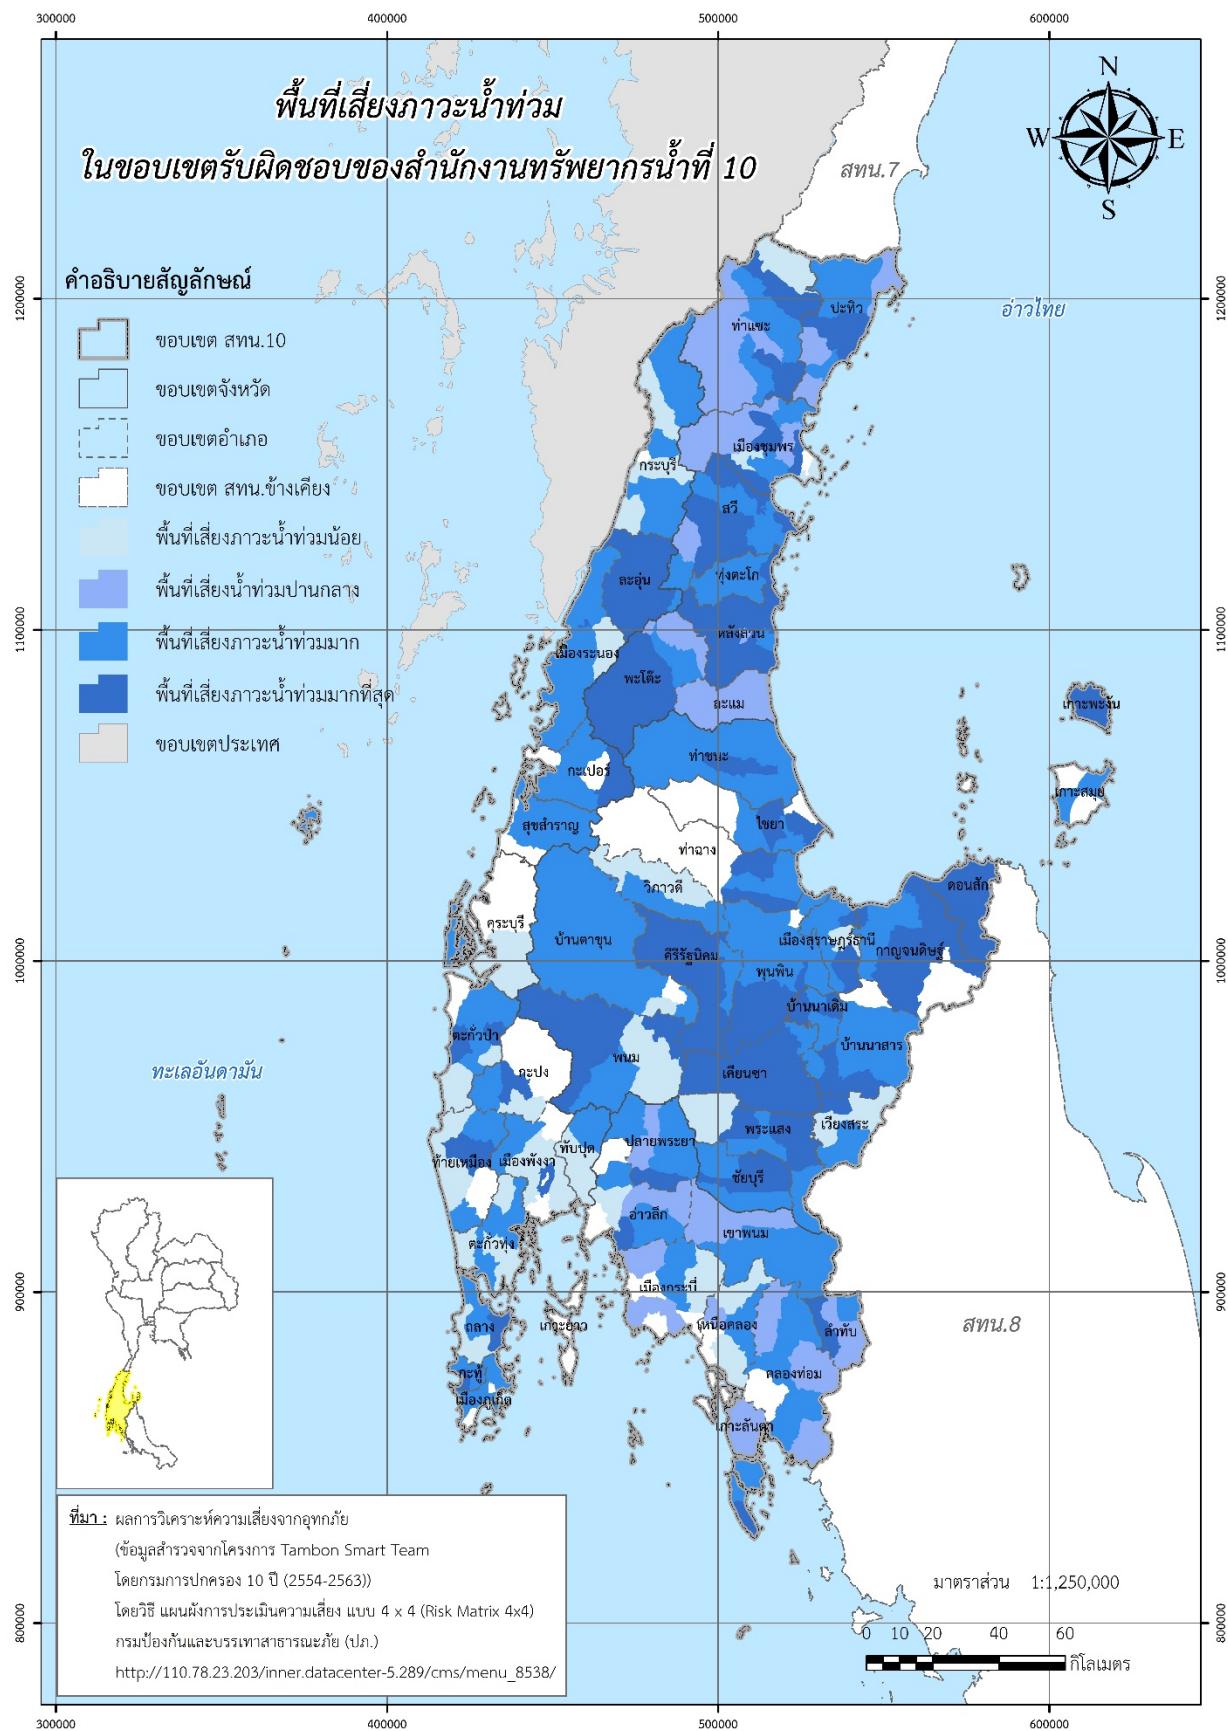 300000
400000
500000
600000
พื้นที่เสี่ยงภาวะน้ำท่วม
ในขอบเขตรับผิดชอบของสำนักงานทรัพยากรน้ำที่ 10
N
W
E
S
สทน.7
คำอธิบายสัญลักษณ์
ขอบเขต สทน.10
ขอบเขตจังหวัด
ขอบเขตอำเภอ
ขอบเขต สทน.ข้างเคียง
พื้นที่เสี่ยงภาวะน้ำท่วมน้อย
พื้นที่เสี่ยงน้ำท่วมปานกลาง
พื้นที่เสี่ยงภาวะน้ำท่วมมาก
พื้นที่เสี่ยงภาวะน้ำท่วมมากที่สุด
ขอบเขตประเทศ
1200000
1200000
อ่าวไทย
ปะทิว
ท่าแซะ
เมืองชุมพร
กระบุรี
สวี
ทุ่งตะโก
ละอุ่น
1100000
1100000
หลังสวน
เมืองระนอง
พะโต๊ะ
ละแม
เกาะพะงัน
ท่าชนะ
กะเปอร์
เกาะสมุย
สุขสำราญ
ไชยา
ท่าฉาง
วิภาวดี
ดอนสัก
คุระบุรี
บ้านตาขุน
เมืองสุราษฎร์ธานี
คีรีรัฐนิคม
กาญจนดิษฐ์
1000000
1000000
พุนพิน
บ้านนาเดิม
ตะกั่วป่า
บ้านนาสาร
พนม
กะปง
เคียนซา
ทะเลอันดามัน
พระแสง
เวียงสระ
ปลายพระยา
ทับปุด
ท้ายเหมือง
เมืองพังงา
ชัยบุรี
อ่าวลึก
เขาพนม
ตะกั่วทุ่ง
เมืองกระบี่
900000
900000
ถลาง
เกาะยาว
เหนือคลอง
ลำทับ
สทน.8
กะทู้
คลองท่อม
เมืองภูเก็ต
เกาะลันตา
ที่มา : ผลการวิเคราะห์ความเสี่ยงจากอุทกภัย
(ข้อมูลสำรวจจากโครงการ Tambon Smart Team
โดยกรมการปกครอง 10 ปี (2554-2563))
โดยวิธี แผนผังการประเมินความเสี่ยง แบบ 4 x 4 (Risk Matrix 4x4)
กรมป้องกันและบรรเทาสาธารณะภัย (ปภ.)
http://110.78.23.203/inner.datacenter-5.289/cms/menu_8538/
มาตราส่วน 1:1,250,000
800000
800000
0 10 20 40 60
กิโลเมตร
300000
400000
500000
600000